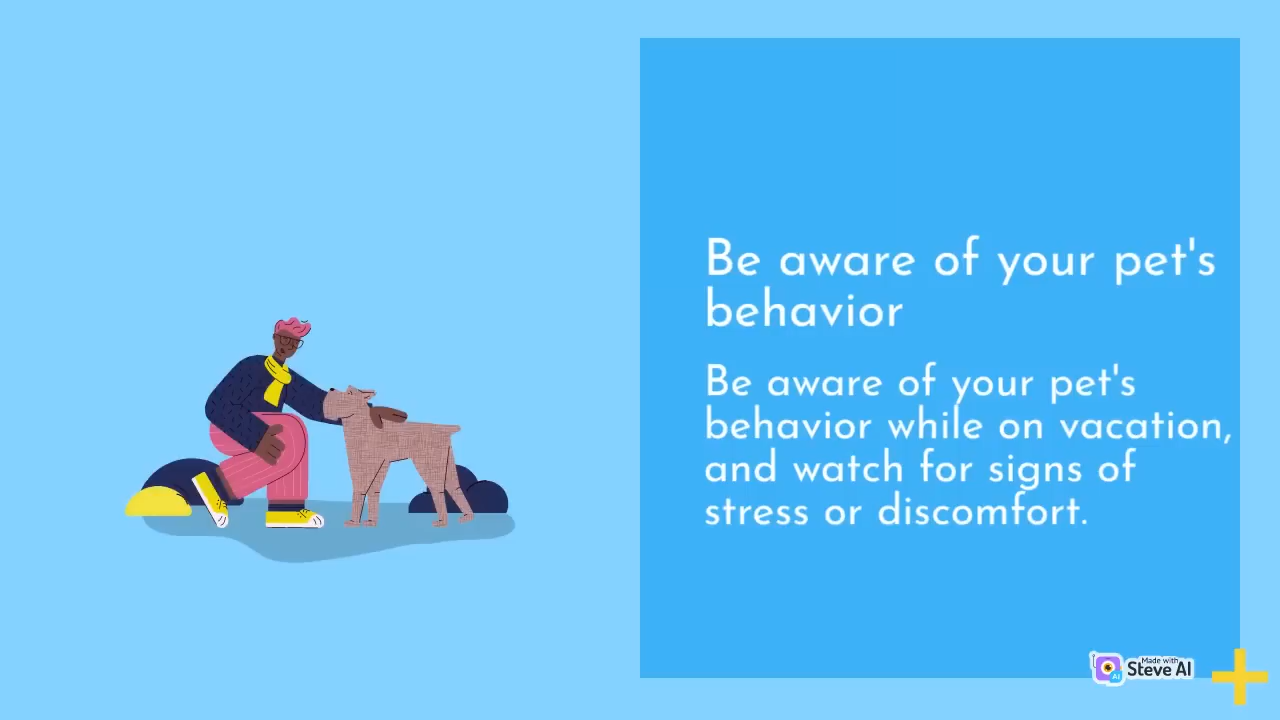 Be aware of your pet's
behavior
Be aware of your pet's
behavior while on vacation,
and watch for signs of
stress or discomfort.
Made with
Steve AI
AI